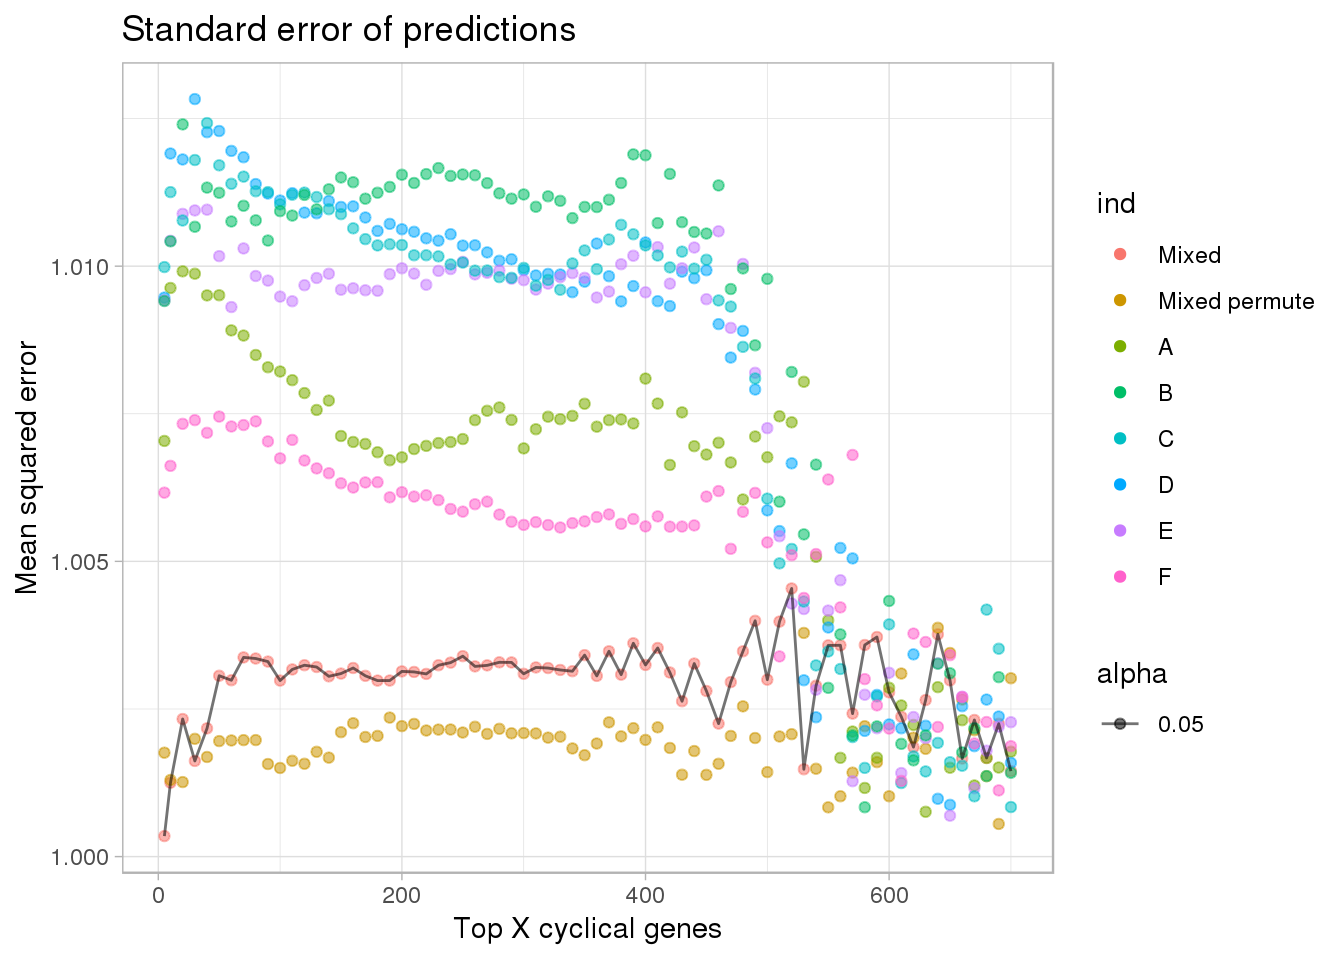 Standard error of predictions
Mean squared error
1.010
1.005
1.000
0
200
400
600
Top X cyclical genes
ind
Mixed
Mixed permute
A
B
C
D
E
F
alpha
0.05